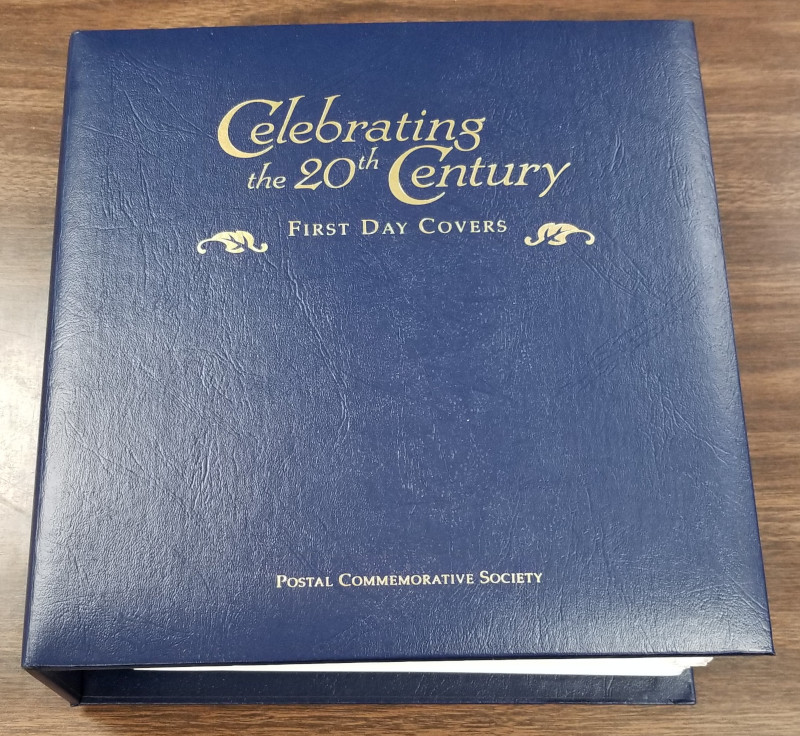 Celebrating
the 20th Century
First Day Covers
Postal Commemorative Society